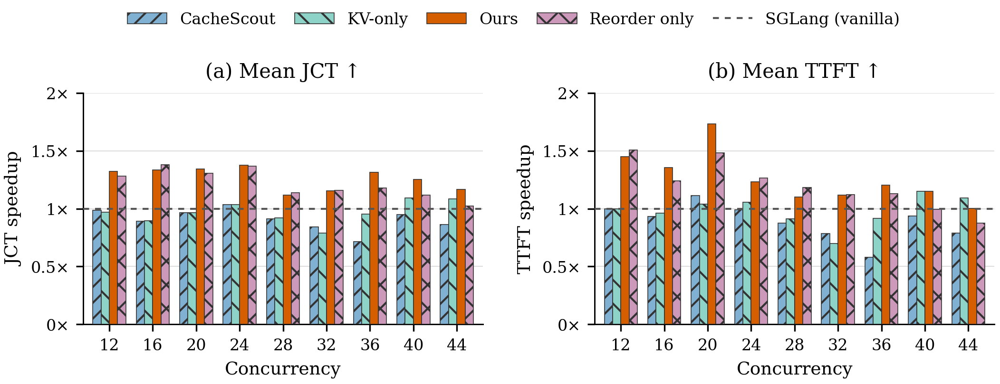 CacheScout KV-only Ours Reorder only SGLang (vanilla)
(a) Mean JCT ↑
JCT speedup
2×
1.5×
1×
0.5×
0×
12 16 20 24 28 32 36 40 44
Concurrency
(b) Mean TTFT ↑
TTFT speedup
2×
1.5×
1×
0.5×
0×
12 16 20 24 28 32 36 40 44
Concurrency